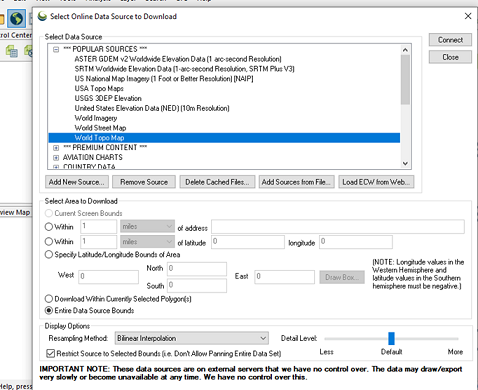 Select Online Data Source to Download
Control Center
Connect
Close
Select Data Source
*** POPULAR SOURCES ***
ASTER GDEM v2 Worldwide Elevation Data (1 arc-second Resolution)
SRTM Worldwide Elevation Data (1-arc-second Resolution, SRTM Plus V3)
US National Map Imagery (1 Foot or Better Resolution) [NAIP]
USA Topo Maps
USGS 3DEP Elevation
United States Elevation Data (NED) (10m Resolution)
World Imagery
World Street Map
World Topo Map
*** PREMIUM CONTENT ***
AVIATION CHARTS
COUNTRY DATA
Add New Source... Remove Source Delete Cached Files... Add Sources from File... Load ECW from Web...
Select Area to Download
Current Screen Bounds
Within 1 miles of address
view Map
Within 1 miles of latitude 0 longitude 0
Specify Latitude/Longitude Bounds of Area
North 0
West 0 East 0 Draw Box...
South 0
(NOTE: Longitude values in the
Western Hemisphere and
latitude values in the Southern
hemisphere must be negative.)
Download Within Currently Selected Polygon(s)
Entire Data Source Bounds
Display Options
Resampling Method: Bilinear Interpolation Detail Level:
Less Default More
Restrict Source to Selected Bounds (i.e. Don't Allow Panning Entire Data Set)
IMPORTANT NOTE: These data sources are on external servers that we have no control over. The data may draw/export
very slowly or become unavailable at any time. We have no control over this.